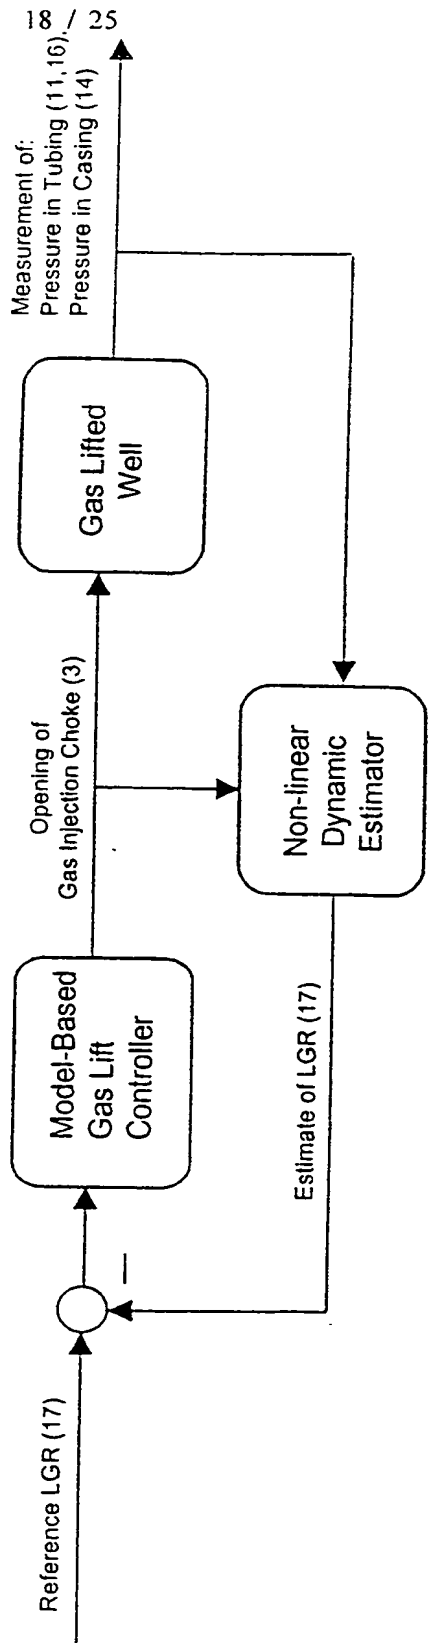 18 / 25
Reference LGR (17)
Model-Based
Gas Lift
Controller
Opening of
Gas Injection Choke (3)
Gas Lifted
Well
Measurement of:
Pressure in Tubing (11,16),
Pressure in Casing (14)
Estimate of LGR (17)
Non-linear
Dynamic
Estimator